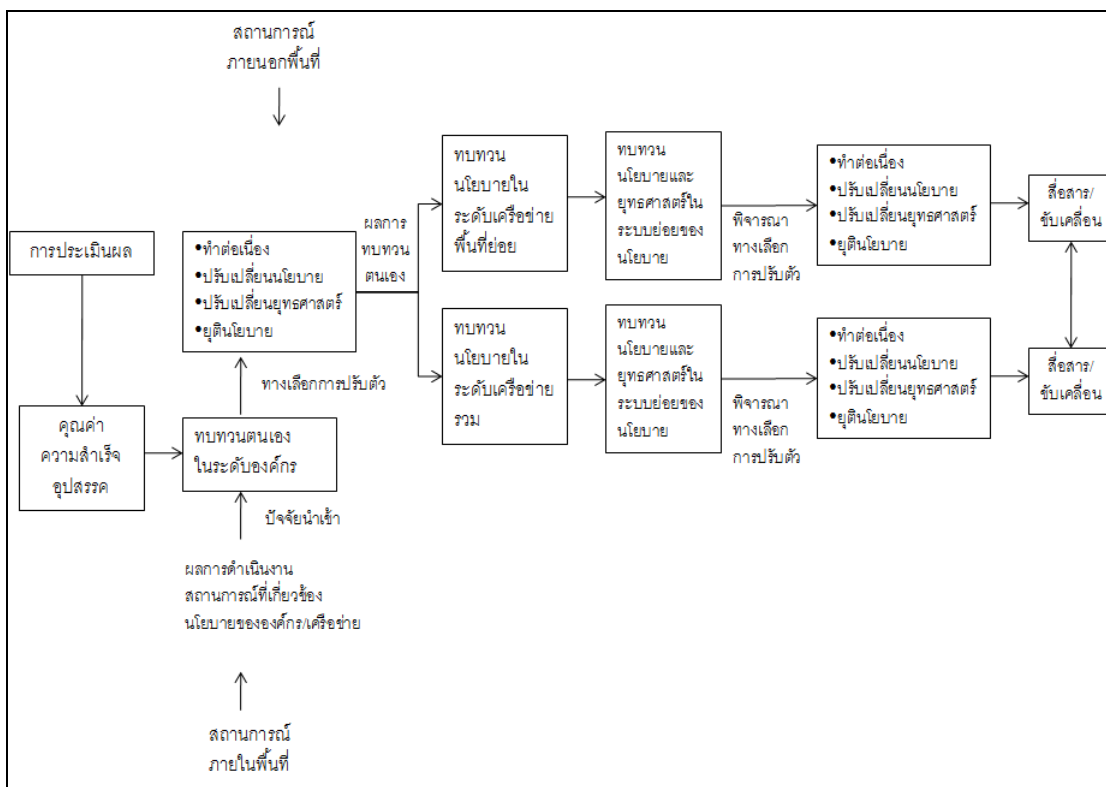 สถานการณ์
ภายนอกพื้นที่
การประเมินผล
คุณค่า
ความสำเร็จ
อุปสรรค
•ทำต่อเนื่อง
•ปรับเปลี่ยนนโยบาย
•ปรับเปลี่ยนยุทธศาสตร์
•ยุตินโยบาย
ทางเลือกการปรับตัว
ทบทวนตนเอง
ในระดับองค์กร
ปัจจัยนำเข้า
ผลการดำเนินงาน
สถานการณ์ที่เกี่ยวข้อง
นโยบายขององค์กร/เครือข่าย
สถานการณ์
ภายในพื้นที่
ผลการ
ทบทวน
ตนเอง
ทบทวน
นโยบายใน
ระดับเครือข่าย
พื้นที่ย่อย
ทบทวน
นโยบายและ
ยุทธศาสตร์ใน
ระบบย่อยของ
นโยบาย
พิจารณา
ทางเลือก
การปรับตัว
•ทำต่อเนื่อง
•ปรับเปลี่ยนนโยบาย
•ปรับเปลี่ยนยุทธศาสตร์
•ยุตินโยบาย
สื่อสาร/
ขับเคลื่อน
ทบทวน
นโยบายใน
ระดับเครือข่าย
รวม
ทบทวน
นโยบายและ
ยุทธศาสตร์ใน
ระบบย่อยของ
นโยบาย
พิจารณา
ทางเลือก
การปรับตัว
•ทำต่อเนื่อง
•ปรับเปลี่ยนนโยบาย
•ปรับเปลี่ยนยุทธศาสตร์
•ยุตินโยบาย
สื่อสาร/
ขับเคลื่อน